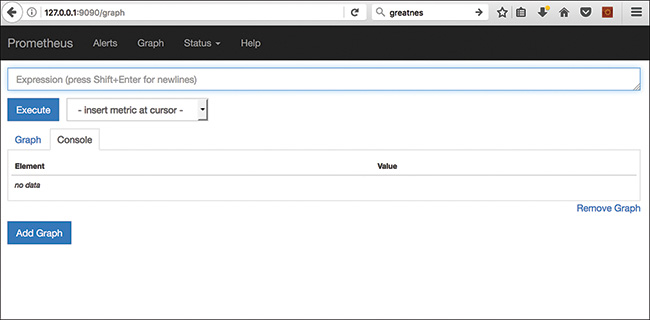 127.0.0.1:9090/graph greatnes
Prometheus Alerts Graph Status Help
Expression (press Shift+Enter for newlines)
Execute - insert metric at cursor -
Graph Console
Element Value
no data
Remove Graph
Add Graph